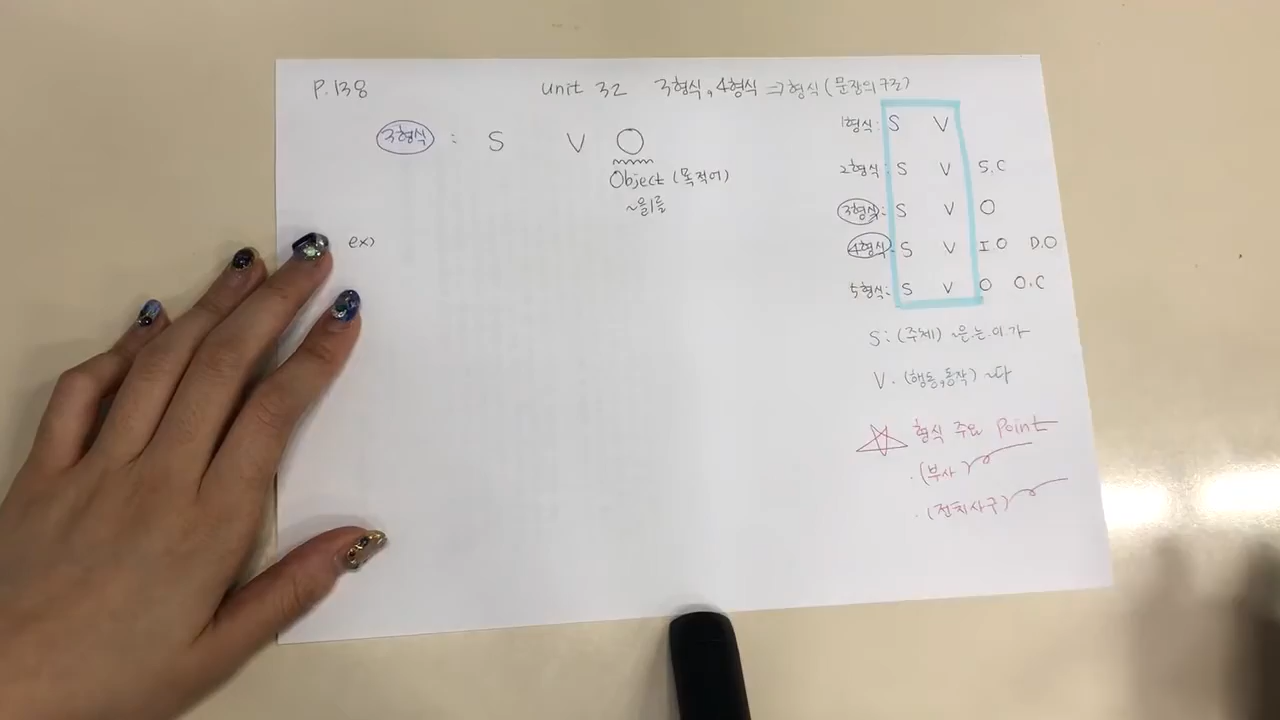 P.138
unit 32 3형식, 4형식 => 형식 (문장의 구조)
3형식 : S V O
Object (목적어)
~을/를
ex)
1형식: S V
2형식: S V S.C
3형식: S V O
4형식: S V I.O D.O
5형식: S V O O.C
S: (주체) ~은.는.이.가
V. (행동,동작) ~다
☆ 형식 주요 Point
.(부사)
.(전치사구)